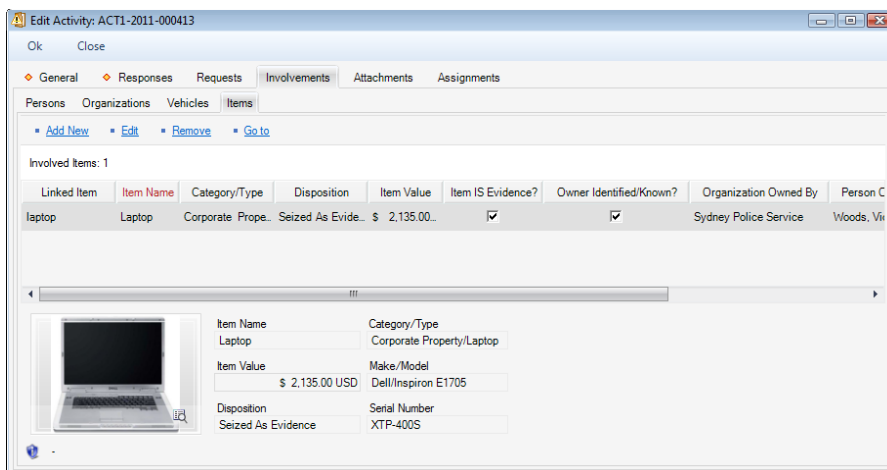 Edit Activity: ACT1-2011-000413
Ok Close
General Responses Requests Involvements Attachments Assignments
Persons Organizations Vehicles Items
Add New Edit Remove Go to
Involved Items: 1
Linked Item Item Name Category/Type Disposition Item Value Item IS Evidence? Owner Identified/Known? Organization Owned By Person O
laptop Laptop Corporate Prope... Seized As Evide... $ 2,135.00... Sydney Police Service Woods, Vic
Item Name Category/Type
Laptop Corporate Property/Laptop
Item Value Make/Model
$ 2,135.00 USD Dell/Inspiron E1705
Disposition Serial Number
Seized As Evidence XTP-400S
-